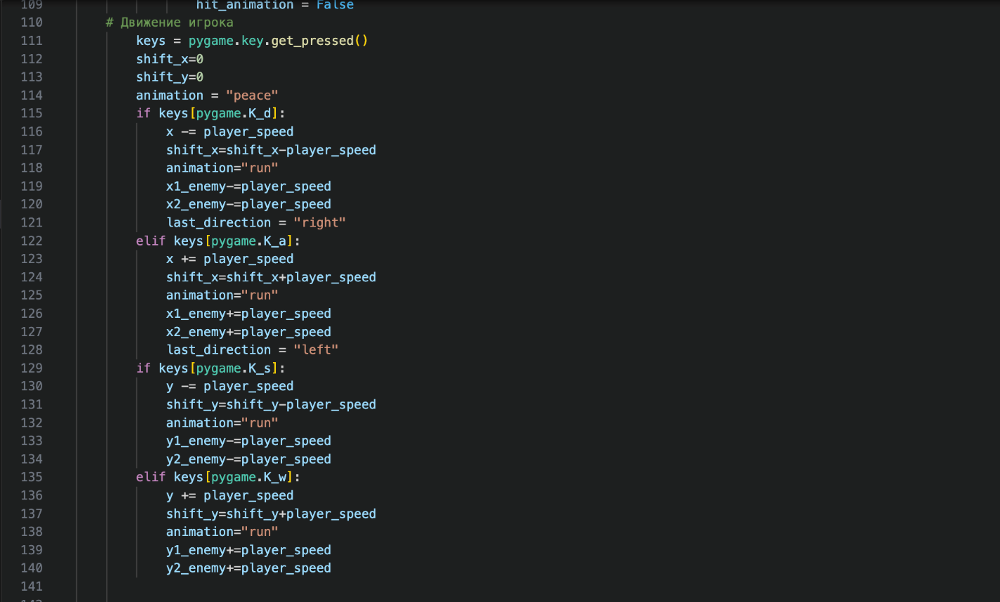 109 hit_animation = False
110 # Движение игрока
111 keys = pygame.key.get_pressed()
112 shift_x=0
113 shift_y=0
114 animation = "peace"
115 if keys[pygame.K_d]:
116 x -= player_speed
117 shift_x=shift_x-player_speed
118 animation="run"
119 x1_enemy-=player_speed
120 x2_enemy-=player_speed
121 last_direction = "right"
122 elif keys[pygame.K_a]:
123 x += player_speed
124 shift_x=shift_x+player_speed
125 animation="run"
126 x1_enemy+=player_speed
127 x2_enemy+=player_speed
128 last_direction = "left"
129 if keys[pygame.K_s]:
130 y -= player_speed
131 shift_y=shift_y-player_speed
132 animation="run"
133 y1_enemy-=player_speed
134 y2_enemy-=player_speed
135 elif keys[pygame.K_w]:
136 y += player_speed
137 shift_y=shift_y+player_speed
138 animation="run"
139 y1_enemy+=player_speed
140 y2_enemy+=player_speed
141